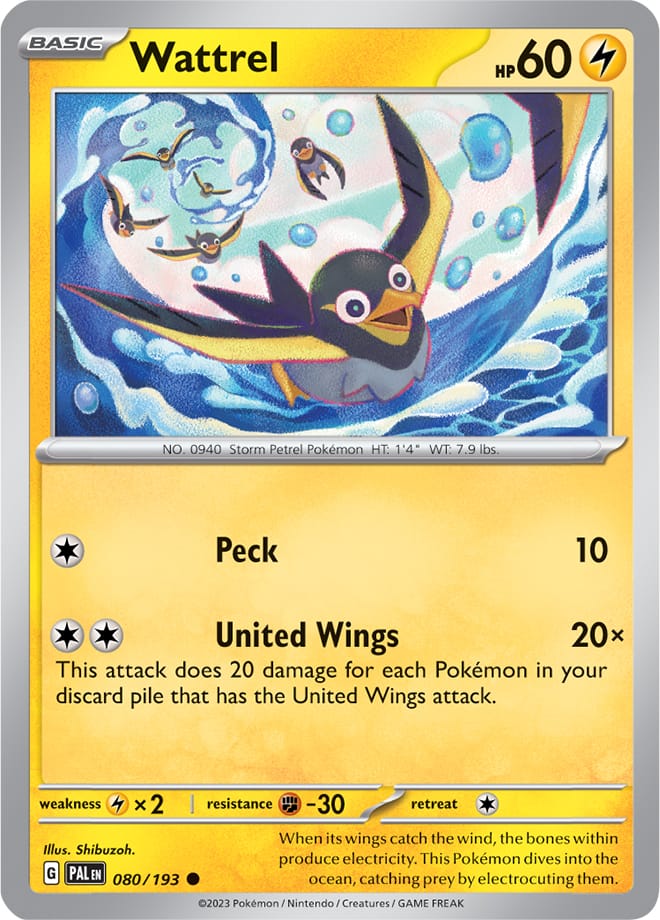 BASIC Wattrel HP 60
NO. 0940 Storm Petrel Pokémon HT: 1'4" WT: 7.9 lbs.
Peck 10
United Wings 20×
This attack does 20 damage for each Pokémon in your
discard pile that has the United Wings attack.
weakness ×2 resistance -30 retreat
Illus. Shibuzoh.
When its wings catch the wind, the bones within
produce electricity. This Pokémon dives into the
ocean, catching prey by electrocuting them.
G PAL EN 080/193
©2023 Pokémon / Nintendo / Creatures / GAME FREAK